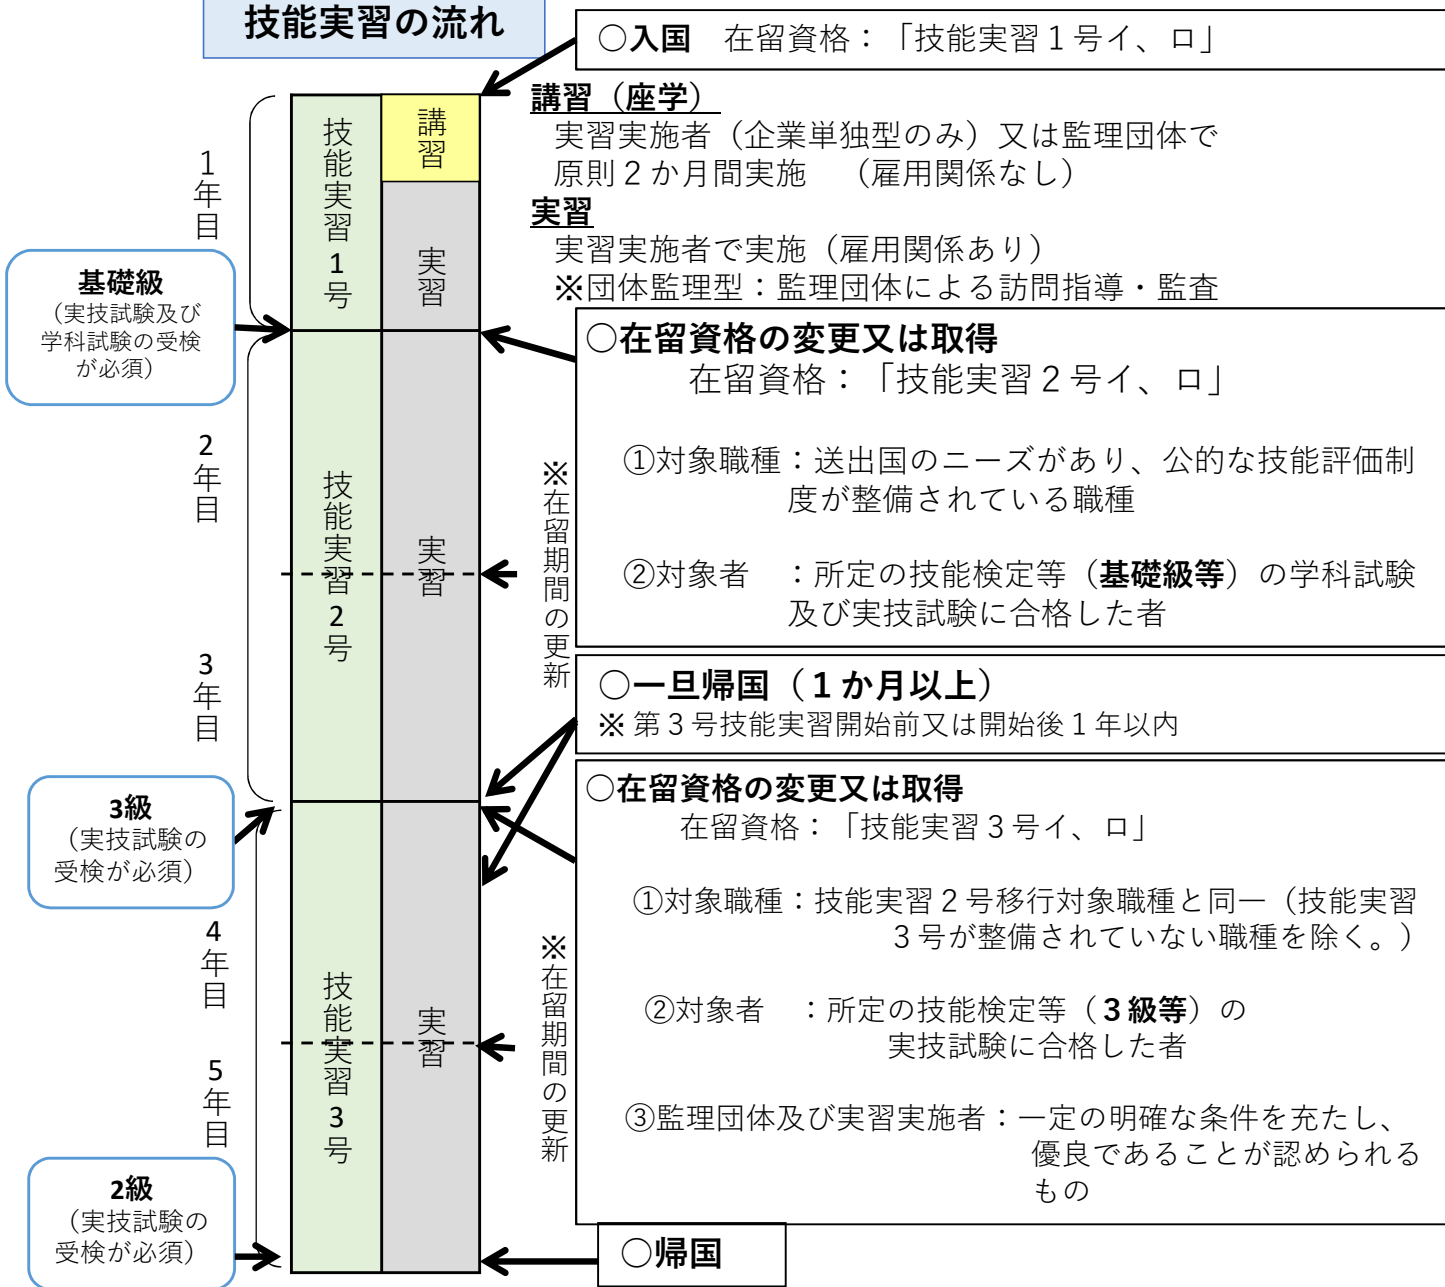 技能実習の流れ
○入国　在留資格：「技能実習１号イ、ロ」
講習（座学）
実習実施者（企業単独型のみ）又は監理団体で
原則２か月間実施　（雇用関係なし）
実習
実習実施者で実施（雇用関係あり）
※団体監理型：監理団体による訪問指導・監査
1年目
技能実習1号
講習
実習
基礎級
（実技試験及び
学科試験の受検
が必須）
○在留資格の変更又は取得
在留資格：「技能実習２号イ、ロ」
①対象職種：送出国のニーズがあり、公的な技能評価制
度が整備されている職種
②対象者　：所定の技能検定等（基礎級等）の学科試験
及び実技試験に合格した者
2年目
3年目
技能実習2号
実習
※在留期間の更新
○一旦帰国（１か月以上）
※ 第３号技能実習開始前又は開始後１年以内
3級
（実技試験の
受検が必須）
○在留資格の変更又は取得
在留資格：「技能実習３号イ、ロ」
①対象職種：技能実習２号移行対象職種と同一（技能実習
３号が整備されていない職種を除く。）
②対象者　：所定の技能検定等（３級等）の
実技試験に合格した者
③監理団体及び実習実施者：一定の明確な条件を充たし、
優良であることが認められる
もの
4年目
5年目
技能実習3号
実習
※在留期間の更新
2級
（実技試験の
受検が必須）
○帰国